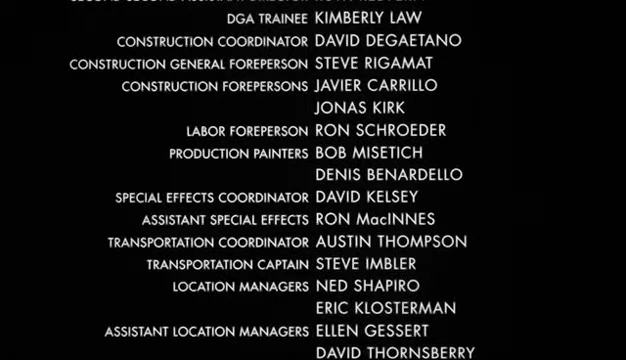 DGA TRAINEE KIMBERLY LAW
CONSTRUCTION COORDINATOR DAVID DEGAETANO
CONSTRUCTION GENERAL FOREPERSON STEVE RIGAMAT
CONSTRUCTION FOREPERSONS JAVIER CARRILLO
JONAS KIRK
LABOR FOREPERSON RON SCHROEDER
PRODUCTION PAINTERS BOB MISETICH
DENIS BENARDELLO
SPECIAL EFFECTS COORDINATOR DAVID KELSEY
ASSISTANT SPECIAL EFFECTS RON MacINNES
TRANSPORTATION COORDINATOR AUSTIN THOMPSON
TRANSPORTATION CAPTAIN STEVE IMBLER
LOCATION MANAGERS NED SHAPIRO
ERIC KLOSTERMAN
ASSISTANT LOCATION MANAGERS ELLEN GESSERT
DAVID THORNSBERRY